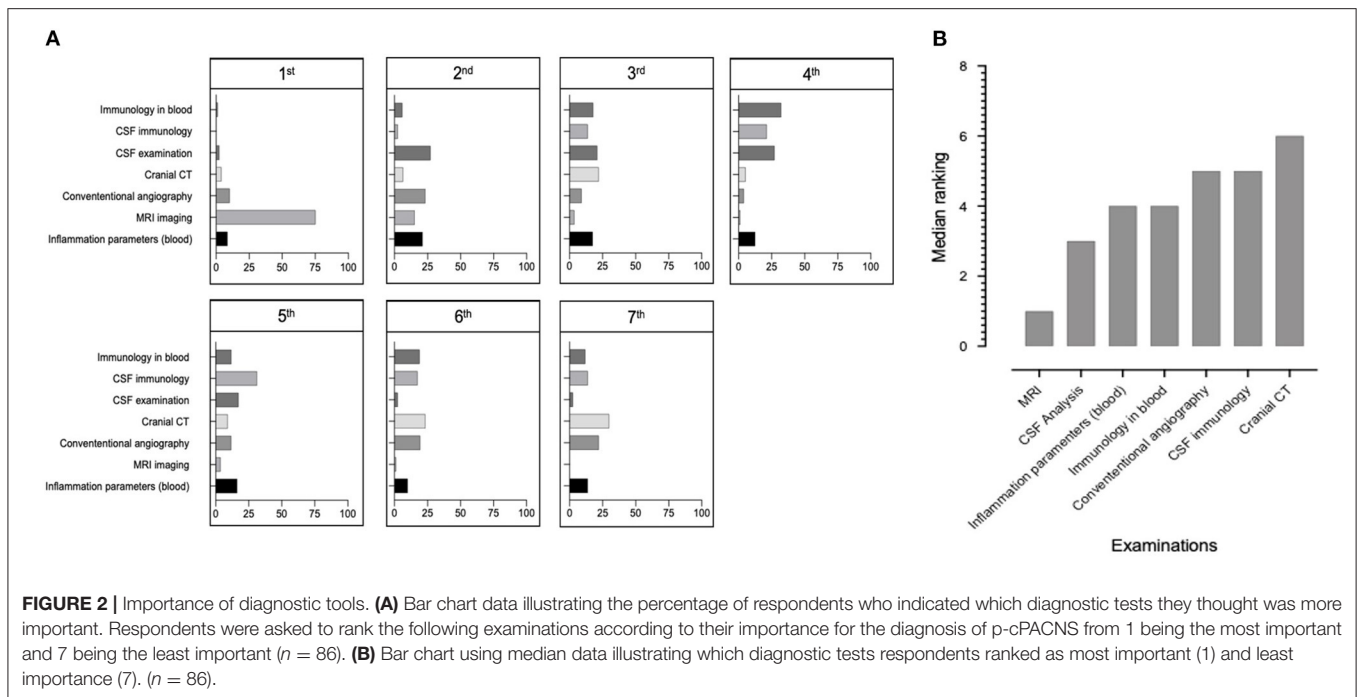 A
1st
2nd
3rd
4th
Immunology in blood
CSF immunology
CSF examination
Cranial CT
Convententional angiography
MRI imaging
Inflammation parameters (blood)
0 25 50 75 100
0 25 50 75 100
0 25 50 75 100
0 25 50 75 100
5th
6th
7th
Immunology in blood
CSF immunology
CSF examination
Cranial CT
Convententional angiography
MRI imaging
Inflammation parameters (blood)
0 25 50 75 100
0 25 50 75 100
0 25 50 75 100
B
Median ranking
8
6
4
2
0
MRI
CSF Analysis
Inflammation paramenters (blood)
Immunology in blood
Convententional angiography
CSF immunology
Cranial CT
Examinations
FIGURE 2 | Importance of diagnostic tools. (A) Bar chart data illustrating the percentage of respondents who indicated which diagnostic tests they thought was more
important. Respondents were asked to rank the following examinations according to their importance for the diagnosis of p-cPACNS from 1 being the most important
and 7 being the least important (n = 86). (B) Bar chart using median data illustrating which diagnostic tests respondents ranked as most important (1) and least
importance (7). (n = 86).